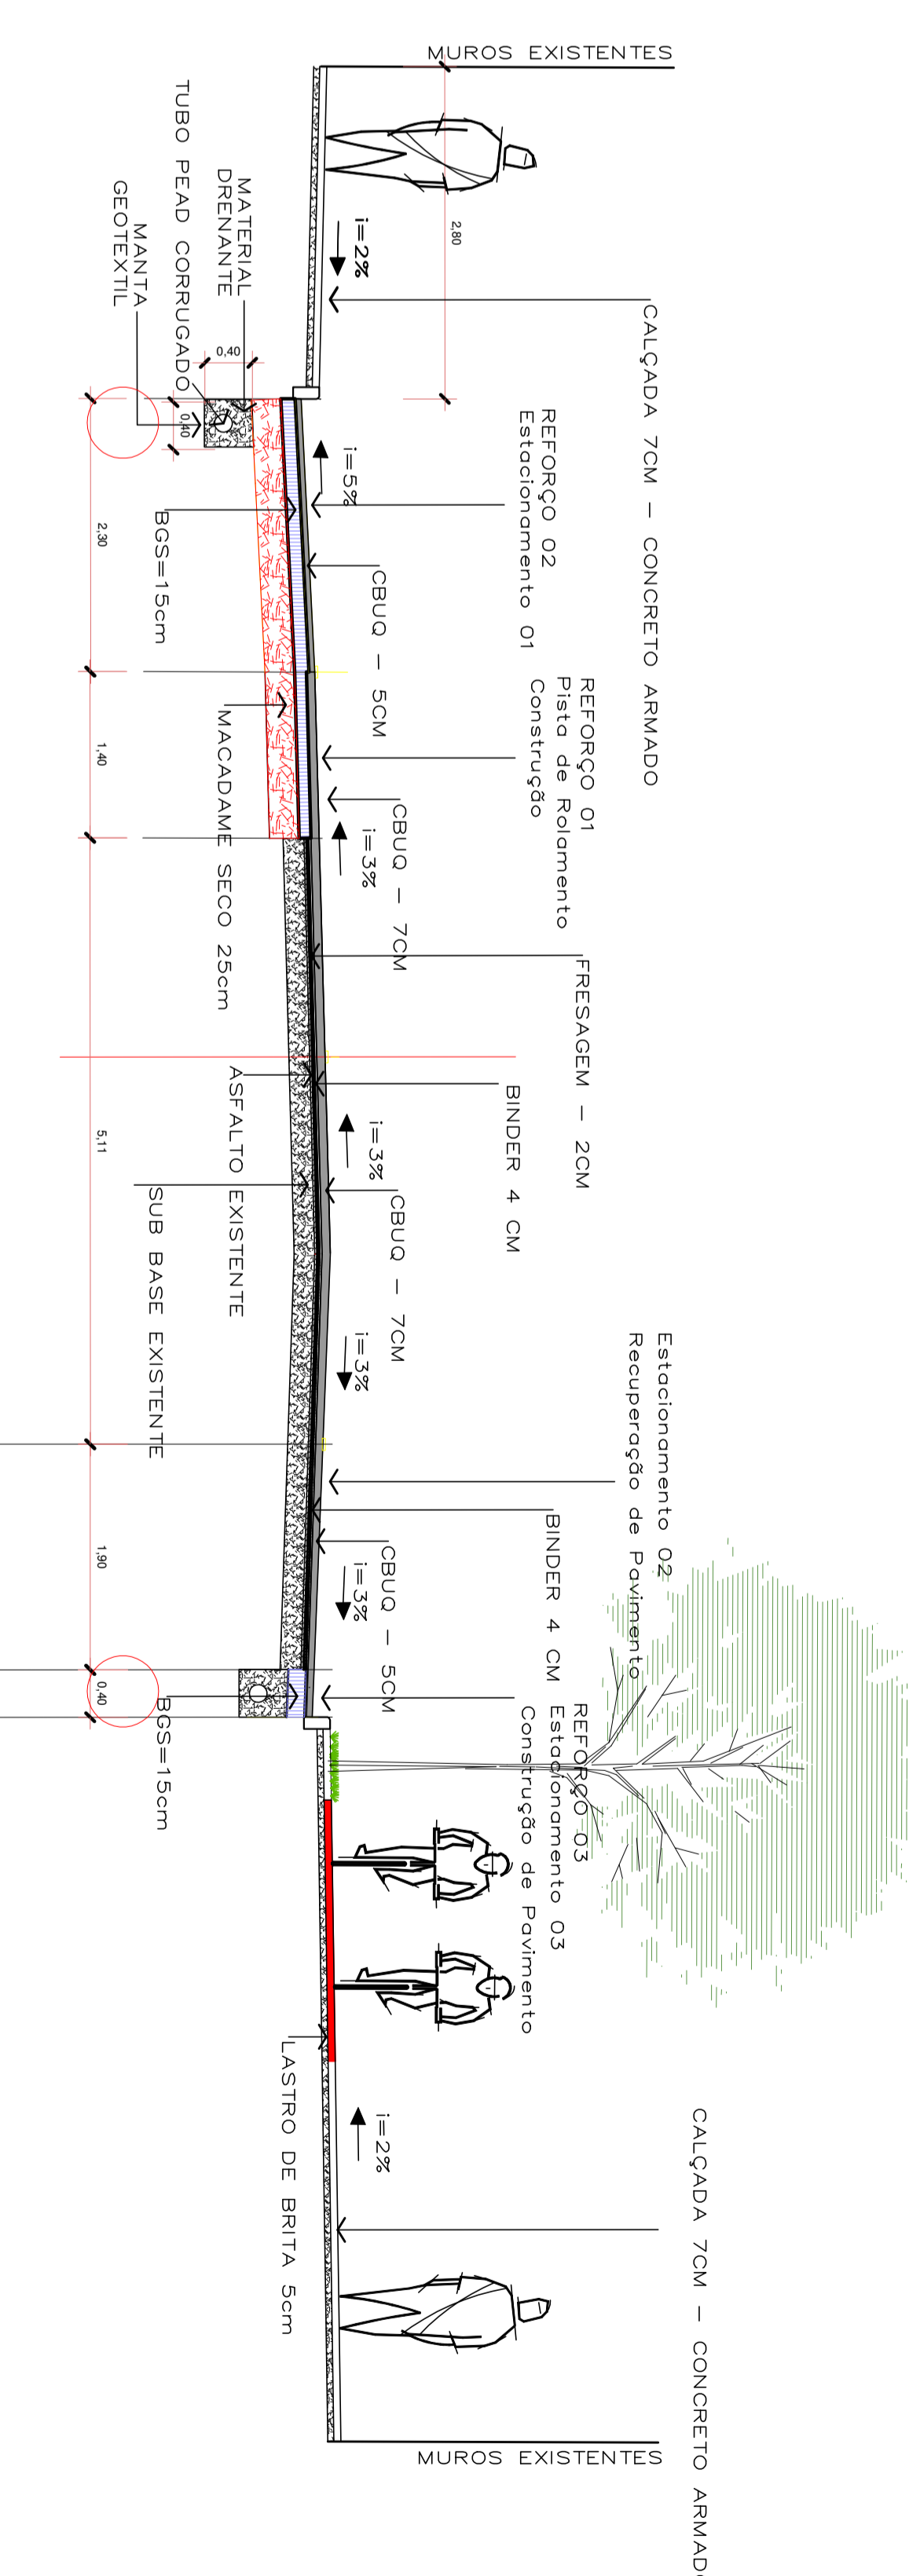 MUROS EXISTENTES
2,80
i=2%
CALÇADA 7CM – CONCRETO ARMADO
TUBO PEAD CORRUGADO
MATERIAL
DRENANTE
MANTA
GEOTEXTIL
0,40
0,40
REFORÇO 02
Estacionamento 01
i=5%
CBUQ – 5CM
BGS=15cm
2,30
REFORÇO 01
Pista de Rolamento
Construção
CBUQ – 7CM
i=3%
MACADAME SECO 25cm
1,40
FRESAGEM – 2CM
BINDER 4 CM
i=3%
CBUQ – 7CM
ASFALTO EXISTENTE
SUB BASE EXISTENTE
5,11
i=3%
Estacionamento 02
Recuperação de Pavimento
BINDER 4 CM
CBUQ – 5CM
i=3%
1,90
0,40
BGS=15cm
REFORÇO 03
Estacionamento 03
Construção de Pavimento
LASTRO DE BRITA 5cm
i=2%
CALÇADA 7CM – CONCRETO ARMADO
MUROS EXISTENTES